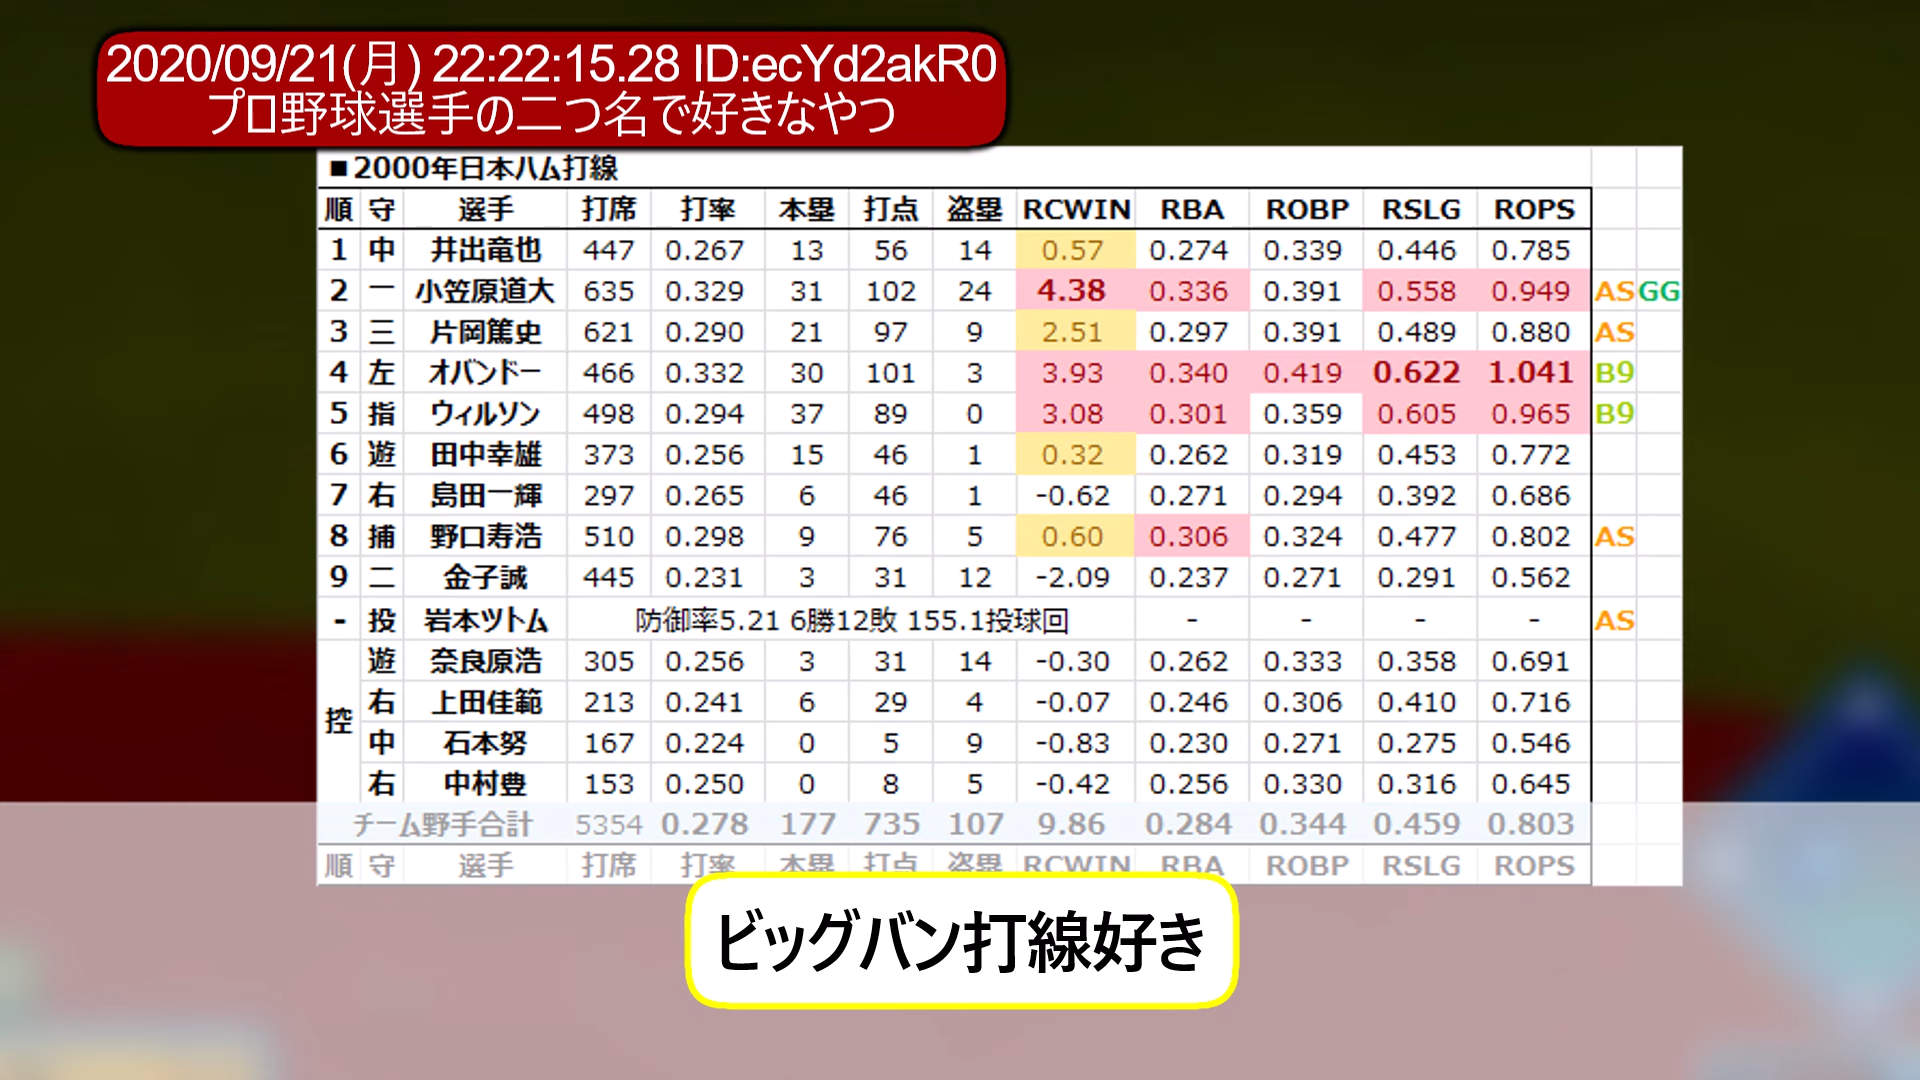 2020/09/21(月) 22:22:15.28 ID:ecYd2akR0
プロ野球選手の二つ名で好きなやつ
■2000年日本ハム打線
順 守 選手 打席 打率 本塁 打点 盗塁 RCWIN RBA ROBP RSLG ROPS
1 中 井出竜也 447 0.267 13 56 14 0.57 0.274 0.339 0.446 0.785
2 一 小笠原道大 635 0.329 31 102 24 4.38 0.336 0.391 0.558 0.949 AS GG
3 三 片岡篤史 621 0.290 21 97 9 2.51 0.297 0.391 0.489 0.880 AS
4 左 オバンドー 466 0.332 30 101 3 3.93 0.340 0.419 0.622 1.041 B9
5 指 ウィルソン 498 0.294 37 89 0 3.08 0.301 0.359 0.605 0.965 B9
6 遊 田中幸雄 373 0.256 15 46 1 0.32 0.262 0.319 0.453 0.772
7 右 島田一輝 297 0.265 6 46 1 -0.62 0.271 0.294 0.392 0.686
8 捕 野口寿浩 510 0.298 9 76 5 0.60 0.306 0.324 0.477 0.802 AS
9 二 金子誠 445 0.231 3 31 12 -2.09 0.237 0.271 0.291 0.562
- 投 岩本ツトム 防御率5.21 6勝12敗 155.1投球回 - - - - AS
控 遊 奈良原浩 305 0.256 3 31 14 -0.30 0.262 0.333 0.358 0.691
右 上田佳範 213 0.241 6 29 4 -0.07 0.246 0.306 0.410 0.716
中 石本努 167 0.224 0 5 9 -0.83 0.230 0.271 0.275 0.546
右 中村豊 153 0.250 0 8 5 -0.42 0.256 0.330 0.316 0.645
チーム野手合計 5354 0.278 177 735 107 9.86 0.284 0.344 0.459 0.803
順 守 選手 打席 打率 本塁 打点 盗塁 RCWIN RBA ROBP RSLG ROPS
ビッグバン打線好き